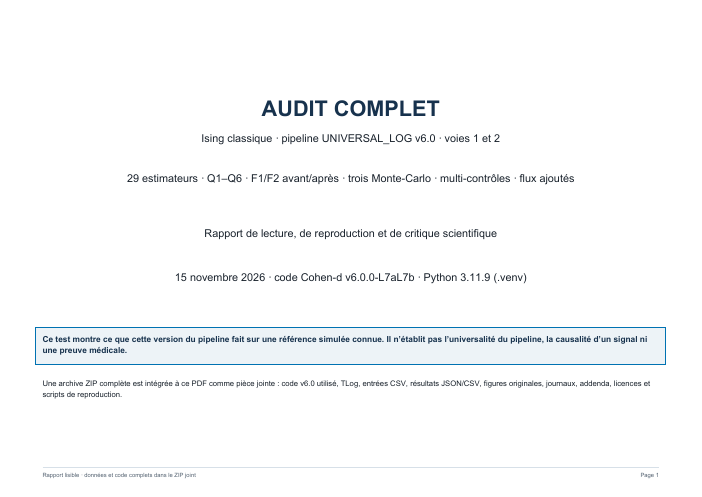 AUDIT COMPLET
Ising classique · pipeline UNIVERSAL_LOG v6.0 · voies 1 et 2
29 estimateurs · Q1–Q6 · F1/F2 avant/après · trois Monte-Carlo · multi-contrôles · flux ajoutés
Rapport de lecture, de reproduction et de critique scientifique
15 novembre 2026 · code Cohen-d v6.0.0-L7aL7b · Python 3.11.9 (.venv)
Ce test montre ce que cette version du pipeline fait sur une référence simulée connue. Il n’établit pas l’universalité du pipeline, la causalité d’un signal ni
une preuve médicale.
Une archive ZIP complète est intégrée à ce PDF comme pièce jointe : code v6.0 utilisé, TLog, entrées CSV, résultats JSON/CSV, figures originales, journaux, addenda, licences et
scripts de reproduction.
Rapport lisible · données et code complets dans le ZIP joint
Page 1